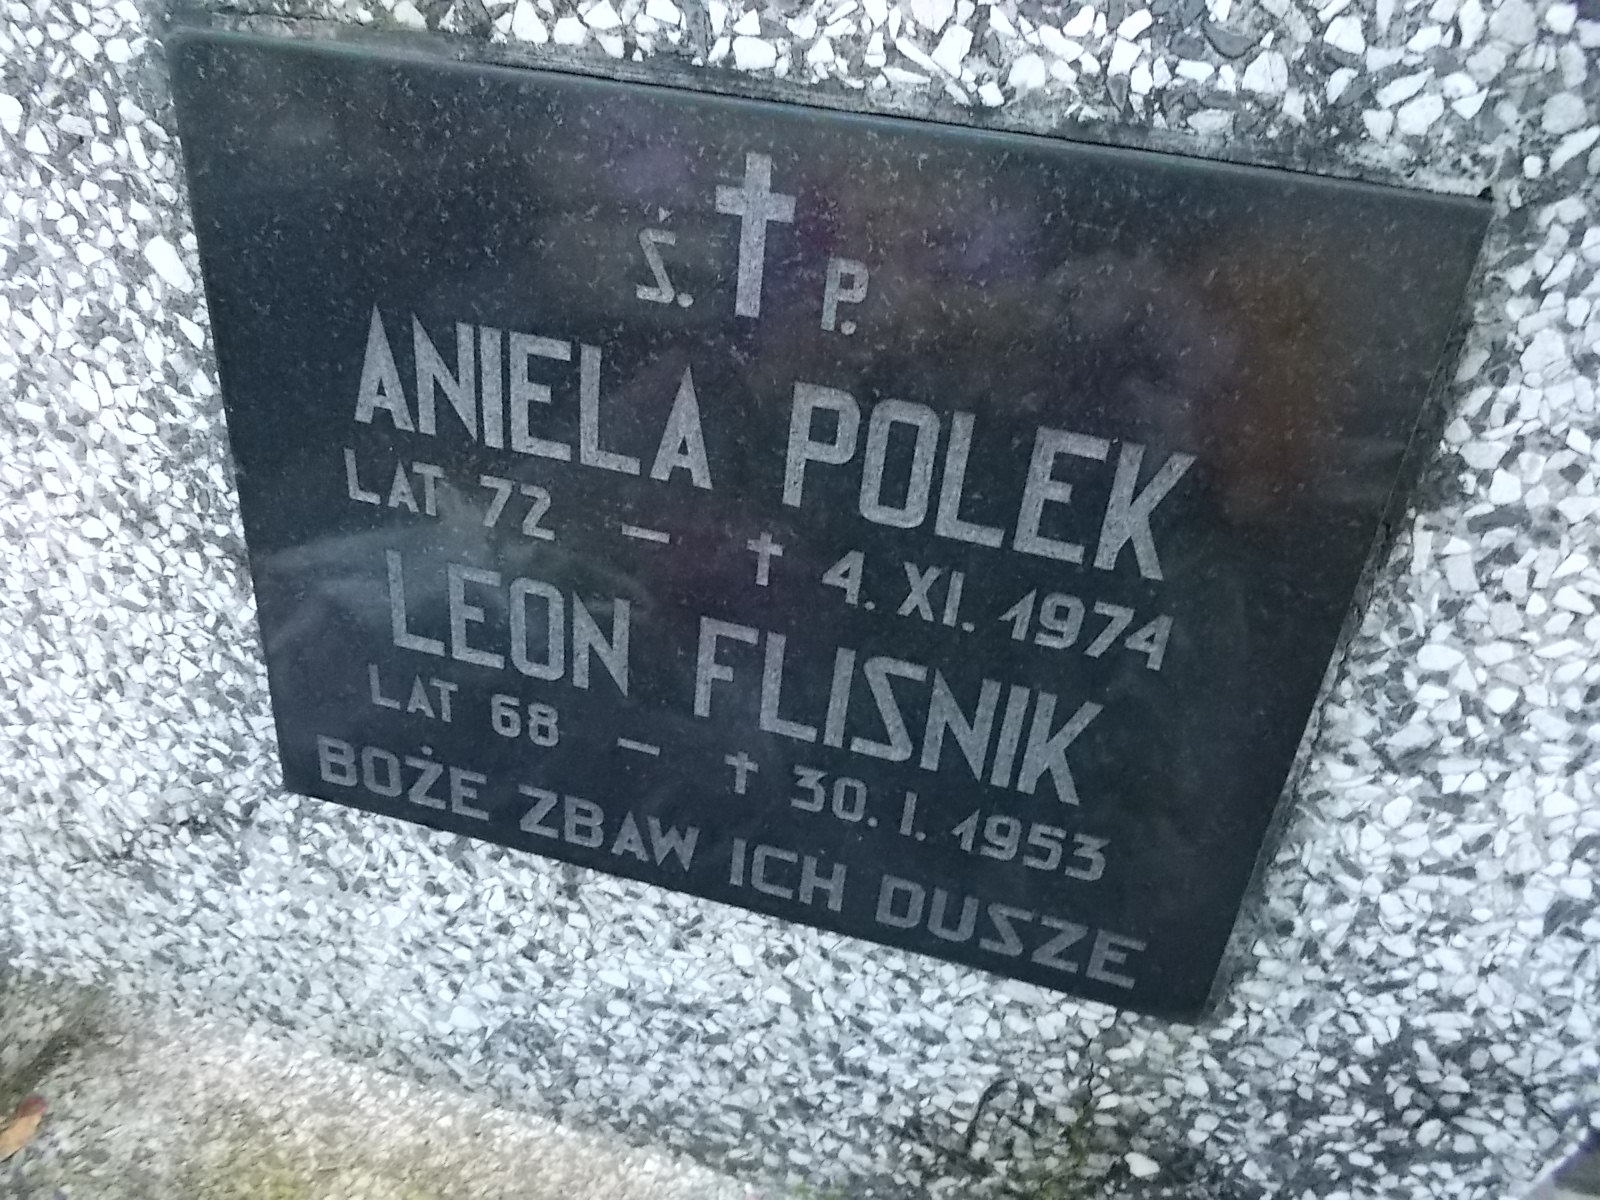 Ś. † P.
ANIELA POLEK
LAT 72 – † 4. XI. 1974
LEON FLISNIK
LAT 68 – † 30. I. 1953
BOŻE ZBAW ICH DUSZE